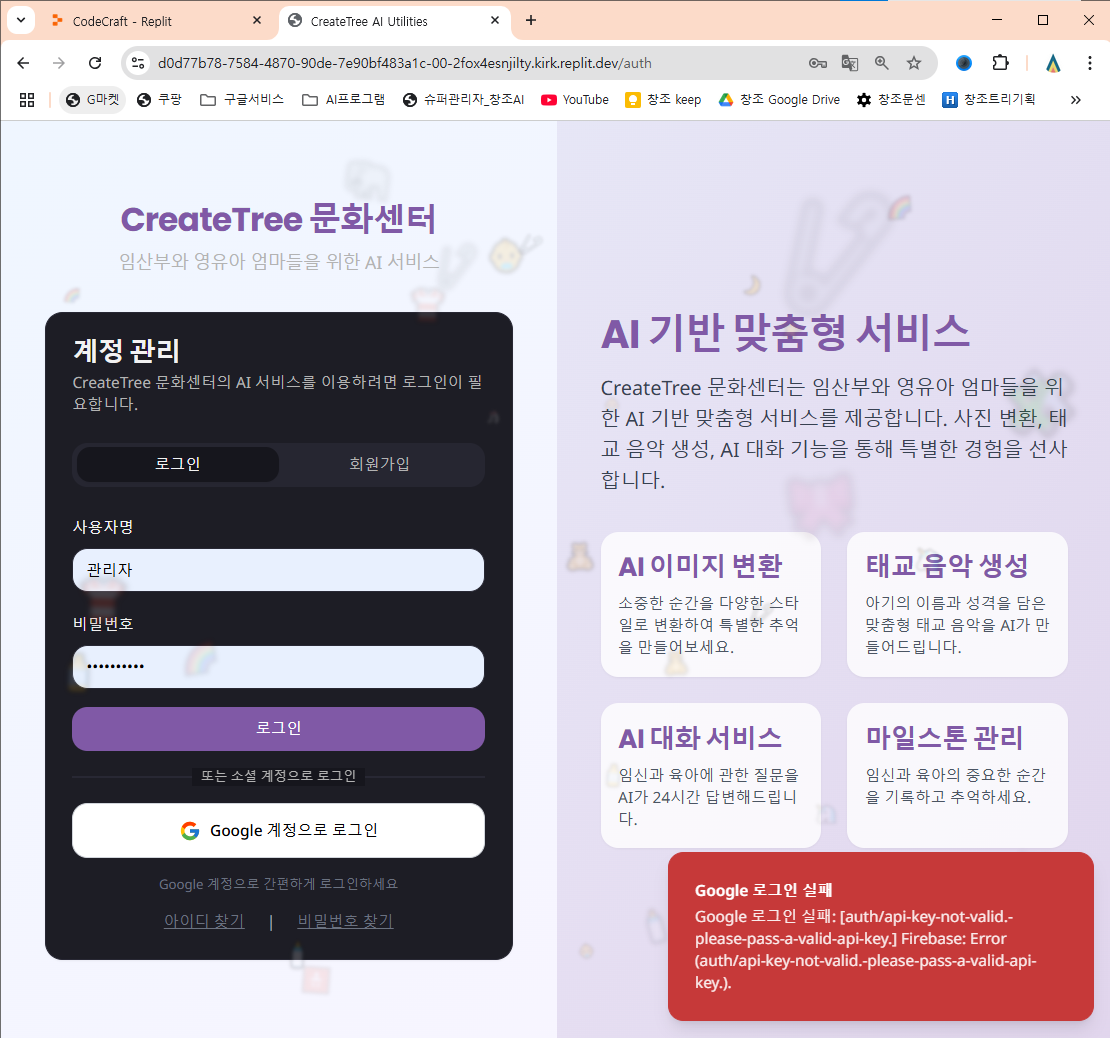 CodeCraft - Replit
CreateTree AI Utilities
d0d77b78-7584-4870-90de-7e90bf483a1c-00-2fox4esnjilty.kirk.replit.dev/auth
G마켓
쿠팡
구글서비스
AI프로그램
슈퍼관리자_창조AI
YouTube
창조 keep
창조 Google Drive
창조문센
창조트리기획
CreateTree 문화센터
임산부와 영유아 엄마들을 위한 AI 서비스
계정 관리
CreateTree 문화센터의 AI 서비스를 이용하려면 로그인이 필
요합니다.
로그인
회원가입
사용자명
관리자
비밀번호
••••••••••
로그인
또는 소셜 계정으로 로그인
Google 계정으로 로그인
Google 계정으로 간편하게 로그인하세요
아이디 찾기
|
비밀번호 찾기
AI 기반 맞춤형 서비스
CreateTree 문화센터는 임산부와 영유아 엄마들을 위
한 AI 기반 맞춤형 서비스를 제공합니다. 사진 변환, 태
교 음악 생성, AI 대화 기능을 통해 특별한 경험을 선사
합니다.
AI 이미지 변환
소중한 순간을 다양한 스타
일로 변환하여 특별한 추억
을 만들어보세요.
태교 음악 생성
아기의 이름과 성격을 담은
맞춤형 태교 음악을 AI가 만
들어드립니다.
AI 대화 서비스
임신과 육아에 관한 질문을
AI가 24시간 답변해드립니
다.
마일스톤 관리
임신과 육아의 중요한 순간
을 기록하고 추억하세요.
Google 로그인 실패
Google 로그인 실패: [auth/api-key-not-valid.-
please-pass-a-valid-api-key.] Firebase: Error
(auth/api-key-not-valid.-please-pass-a-valid-api-
key.).